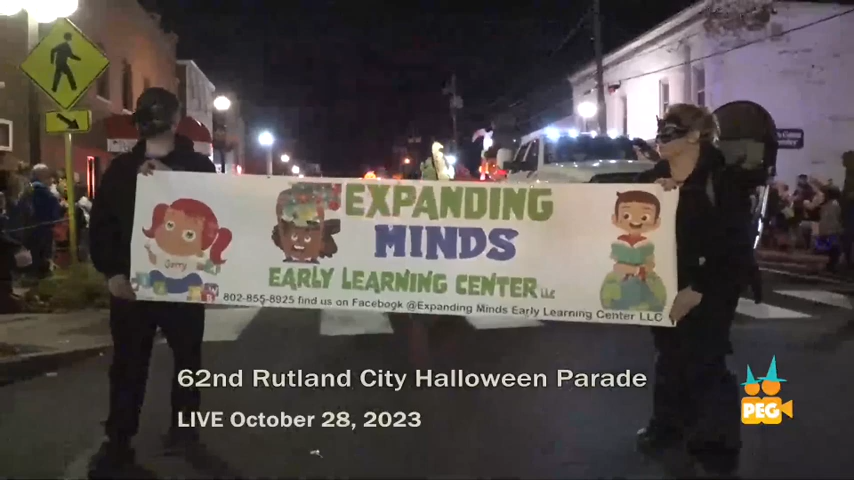 EXPANDING
MINDS
EARLY LEARNING CENTER LLC
802-855-8925 find us on Facebook @Expanding Minds Early Learning Center LLC
62nd Rutland City Halloween Parade
LIVE October 28, 2023
PEG